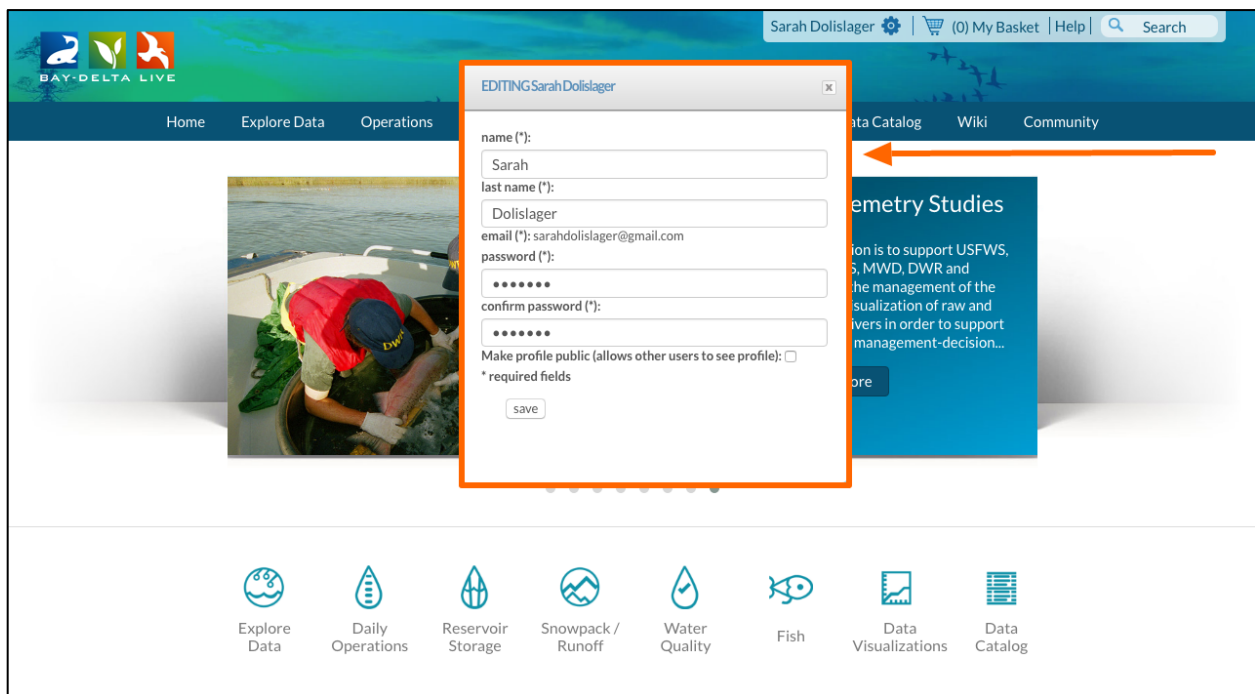 Sarah Dolislager (0) My Basket Help Search
BAY-DELTA LIVE
Home Explore Data Operations Data Catalog Wiki Community
EDITING Sarah Dolislager
x
name (*):
Sarah
last name (*):
Dolislager
email (*): sarahdolislager@gmail.com
password (*):
•••••••
confirm password (*):
•••••••
Make profile public (allows other users to see profile):
* required fields
save
emetry Studies
ion is to support USFWS,
S, MWD, DWR and
the management of the
isualization of raw and
ivers in order to support
management-decision...
ore
DWR
Explore
Data
Daily
Operations
Reservoir
Storage
Snowpack /
Runoff
Water
Quality
Fish
Data
Visualizations
Data
Catalog